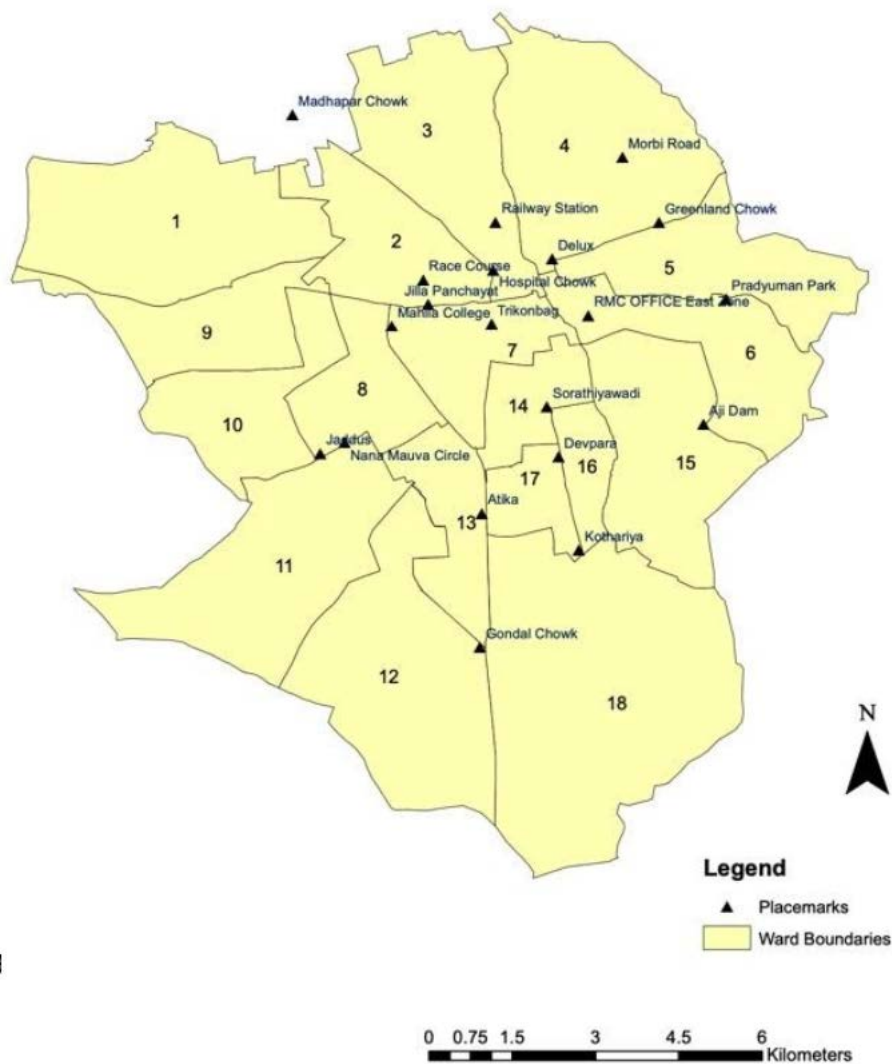 Madhapar Chowk
3
4
Morbi Road
1
Railway Station
Greenland Chowk
2
Delux
Race Course
Hospital Chowk
5
Jilla Panchayat
Pradyuman Park
Mahila College
Trikonbag
RMC OFFICE East Zone
9
7
6
8
14
Sorathiyawadi
10
Aji Dam
Jaddus
Nana Mauva Circle
Devpara
16
15
17
Atika
13
Kothariya
11
Gondal Chowk
12
18
N
Legend
Placemarks
Ward Boundaries
0 0.75 1.5 3 4.5 6
Kilometers